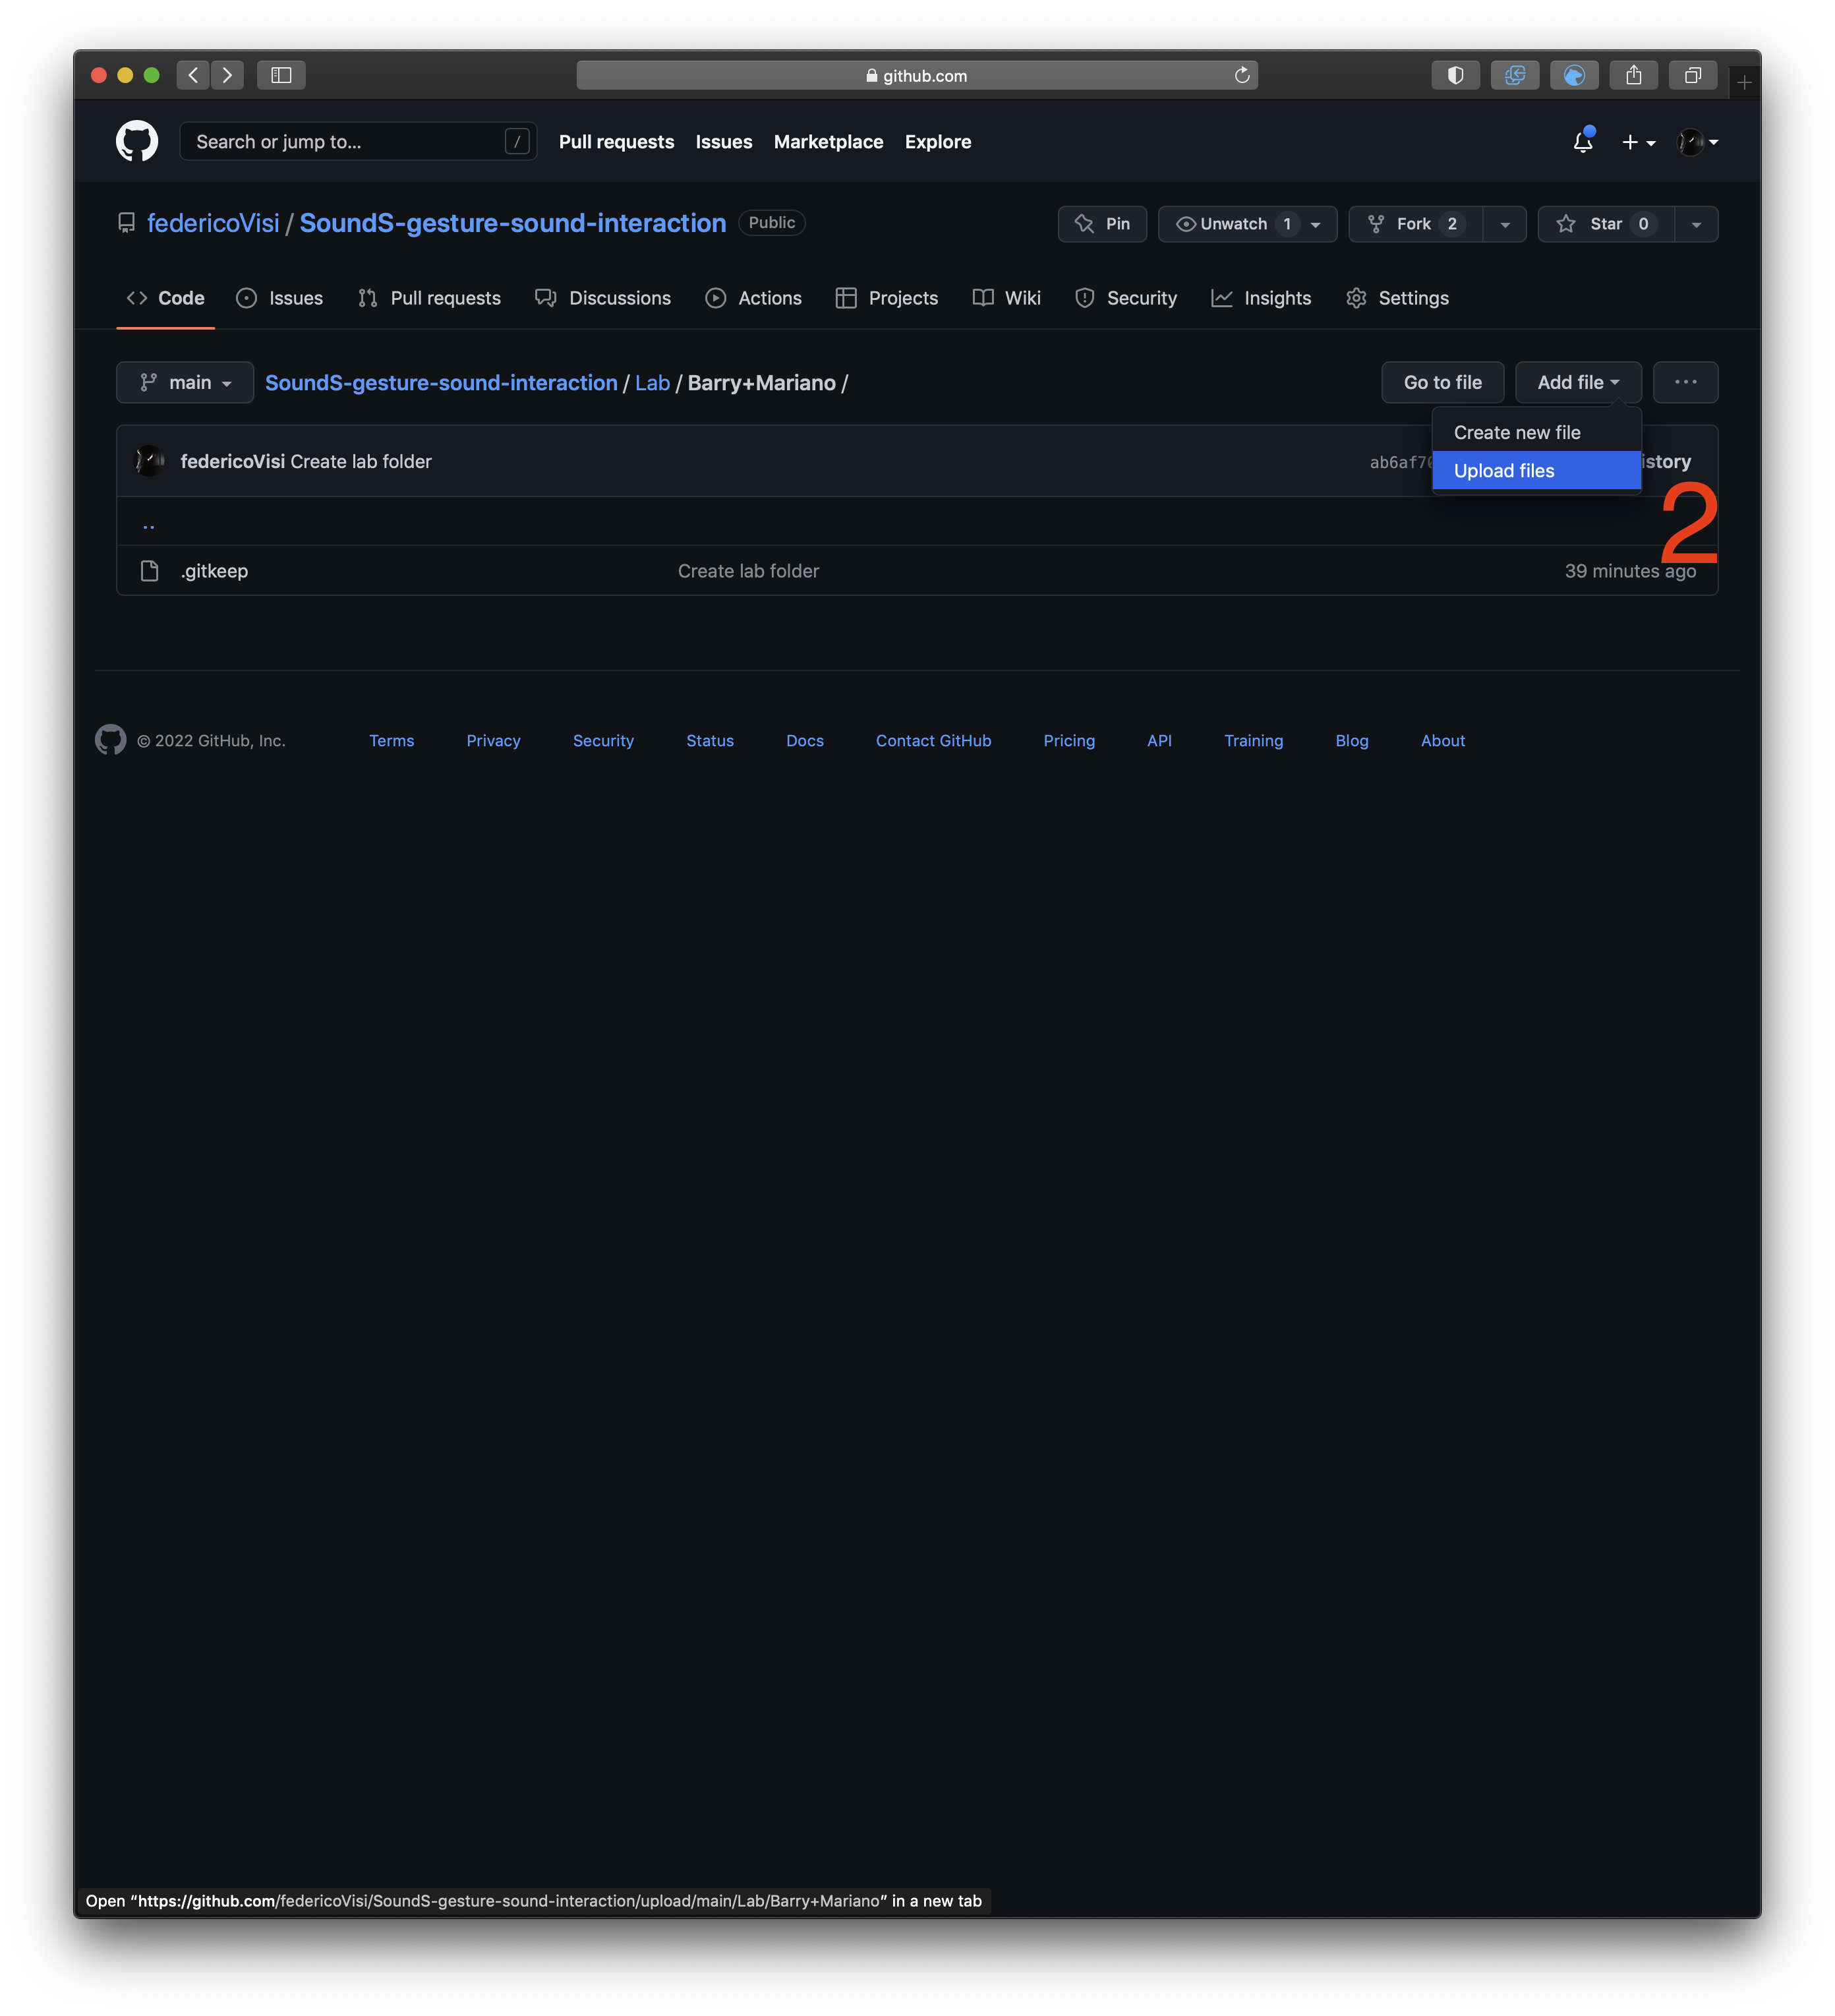 github.com
Search or jump to... / Pull requests Issues Marketplace Explore
federicoVisi / SoundS-gesture-sound-interaction Public Pin Unwatch 1 Fork 2 Star 0
Code Issues Pull requests Discussions Actions Projects Wiki Security Insights Settings
main SoundS-gesture-sound-interaction / Lab / Barry+Mariano / Go to file Add file ...
Create new file
federicoVisi Create lab folder ab6af70 istory
Upload files
2
..
.gitkeep Create lab folder 39 minutes ago
© 2022 GitHub, Inc. Terms Privacy Security Status Docs Contact GitHub Pricing API Training Blog About
Open “https://github.com/federicoVisi/SoundS-gesture-sound-interaction/upload/main/Lab/Barry+Mariano” in a new tab